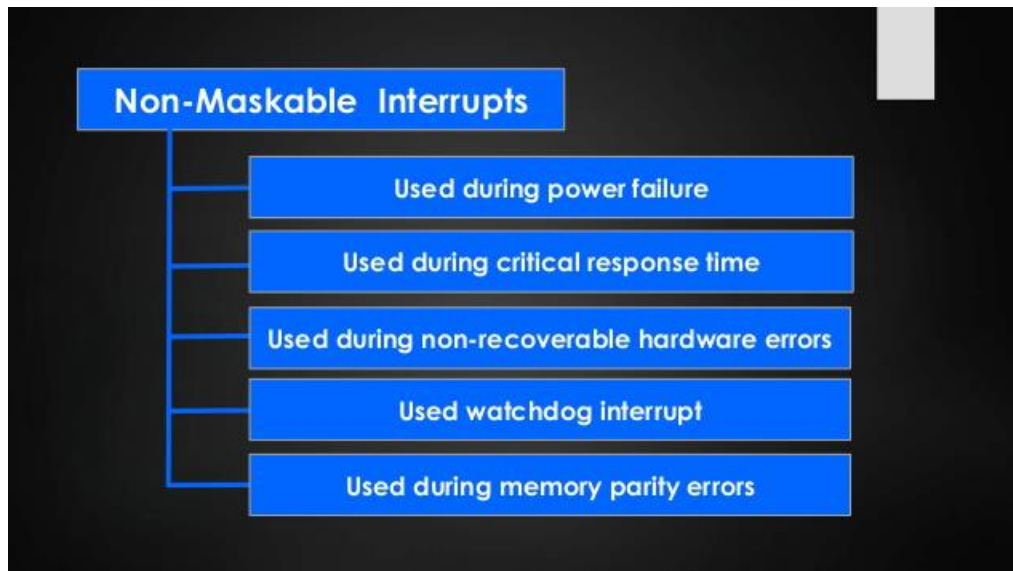 Non-Maskable Interrupts
Used during power failure
Used during critical response time
Used during non-recoverable hardware errors
Used watchdog interrupt
Used during memory parity errors